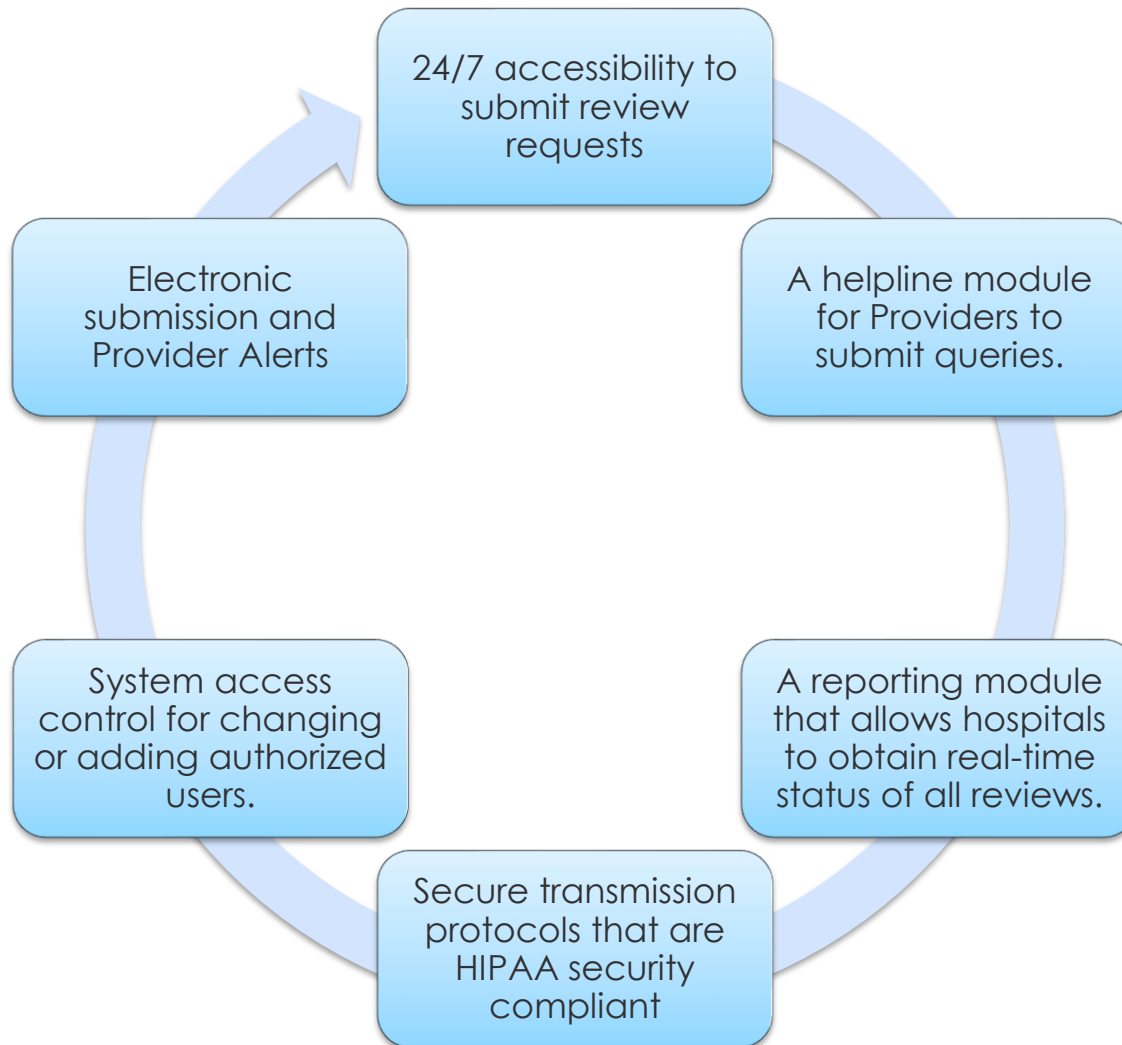 24/7 accessibility to
submit review
requests
A helpline module
for Providers to
submit queries.
A reporting module
that allows hospitals
to obtain real-time
status of all reviews.
Secure transmission
protocols that are
HIPAA security
compliant
System access
control for changing
or adding authorized
users.
Electronic
submission and
Provider Alerts